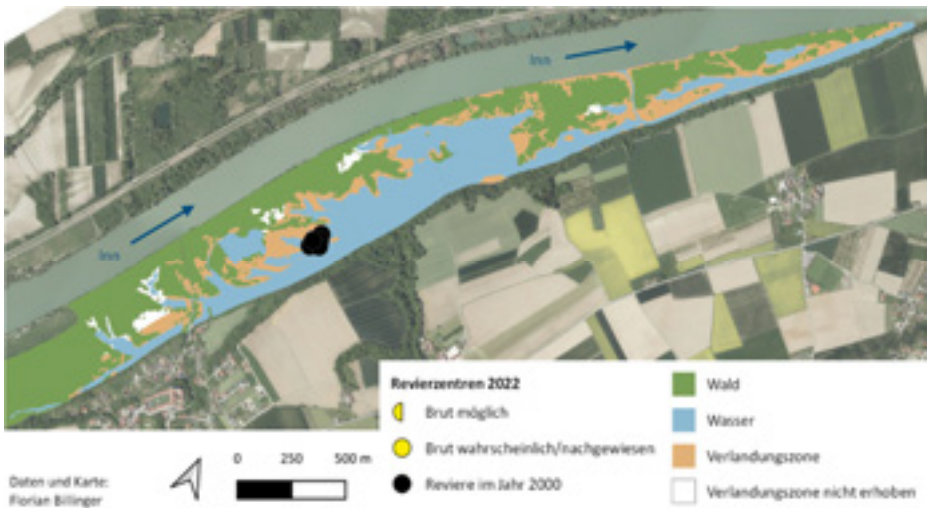 Inn
Inn
Inn
Revierzentren 2022
Brut möglich
Brut wahrscheinlich/nachgewiesen
Reviere im Jahr 2000
Wald
Wasser
Verlandungszone
Verlandungszone nicht erhoben
0 250 500 m
Daten und Karte:
Florian Billinger